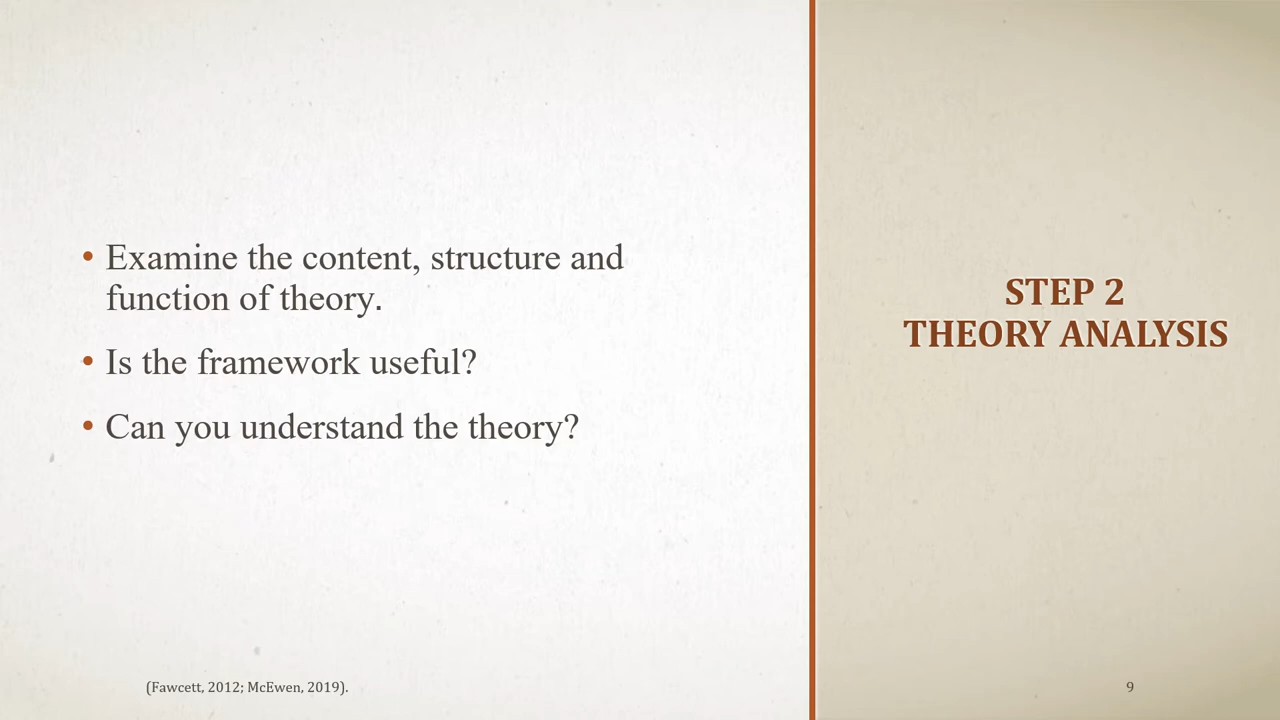 • Examine the content, structure and
function of theory.
• Is the framework useful?
• Can you understand the theory?
STEP 2
THEORY ANALYSIS
(Fawcett, 2012; McEwen, 2019).
9